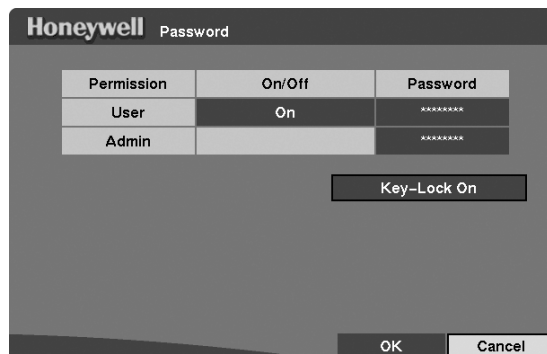 Honeywell Password
Permission On/Off Password
User On ********
Admin ********
Key-Lock On
OK Cancel